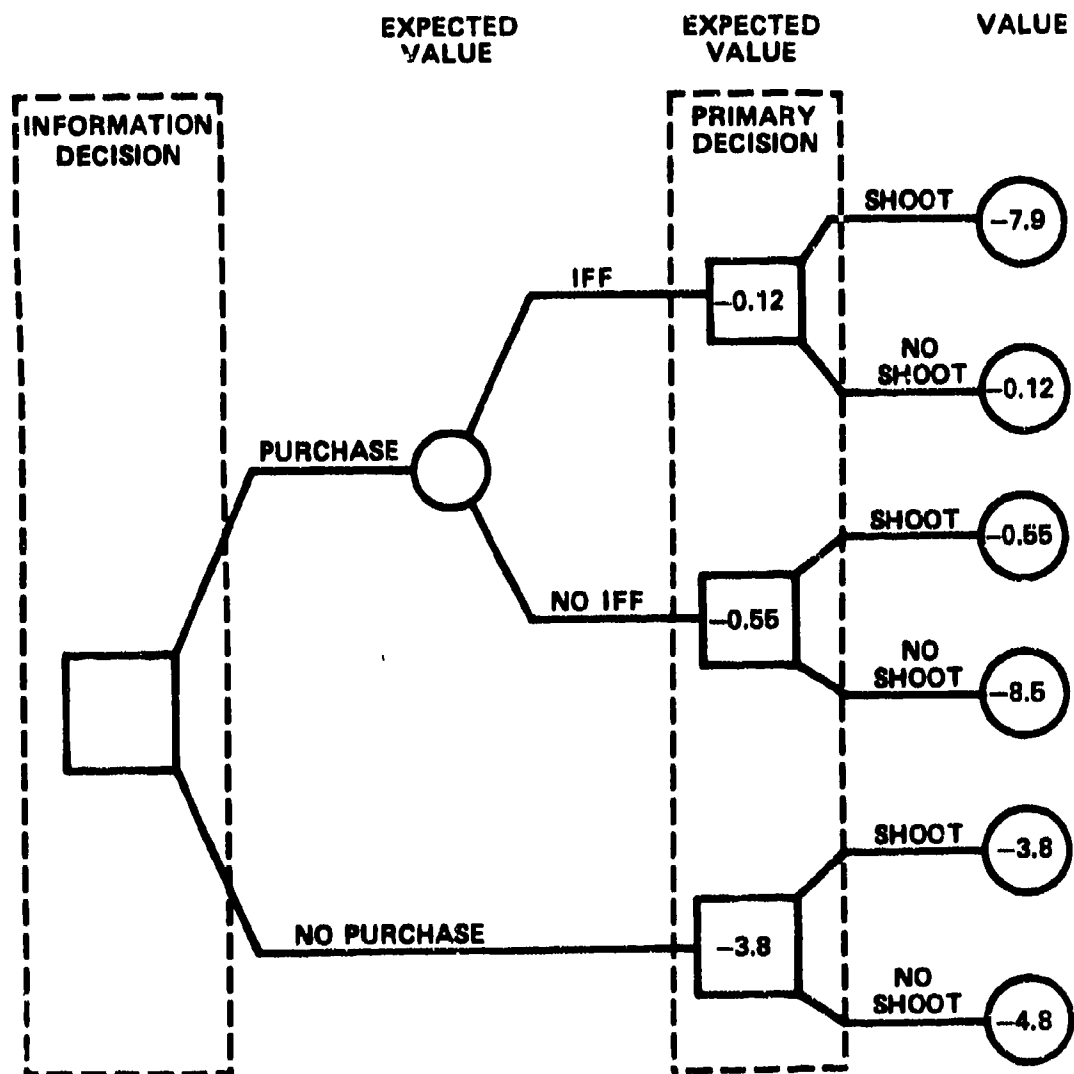 EXPECTED
VALUE
EXPECTED
VALUE
VALUE
INFORMATION
DECISION
PRIMARY
DECISION
SHOOT
-7.9
IFF
-0.12
NO
SHOOT
-0.12
PURCHASE
SHOOT
-0.55
NO IFF
-0.55
NO
SHOOT
-8.5
SHOOT
-3.8
NO PURCHASE
-3.8
NO
SHOOT
-4.8